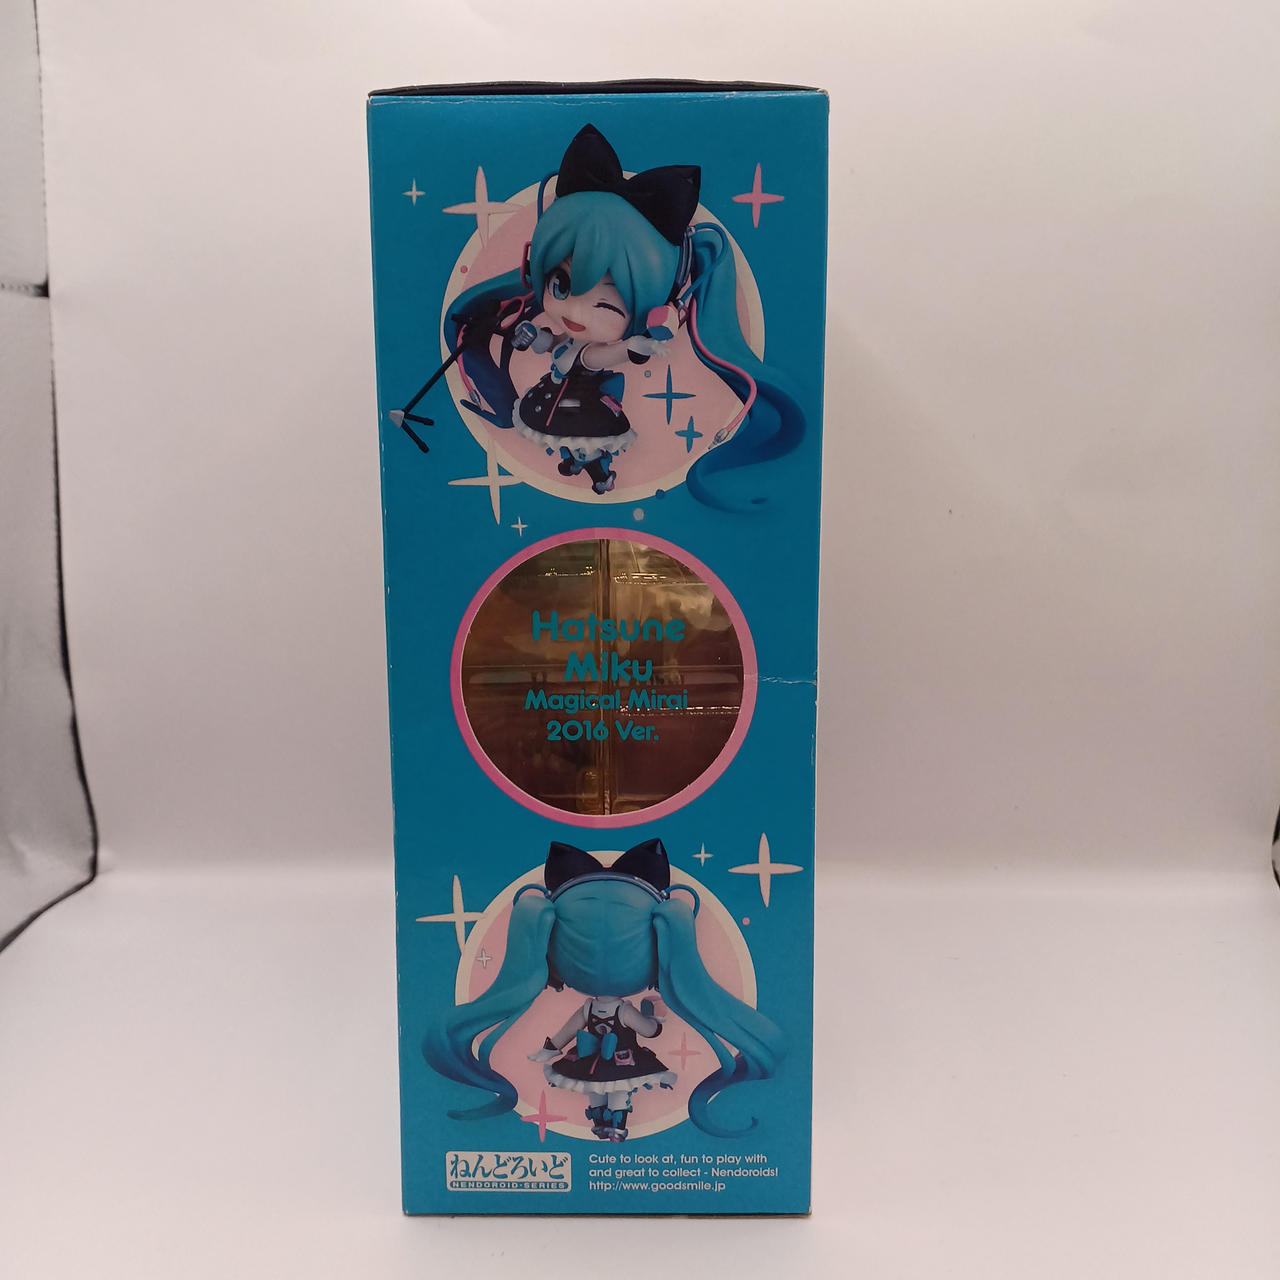 Hatsune
Miku
Magical Mirai
2016 Ver.
ねんどろいど
NENDOROID·SERIES
Cute to look at, fun to play with
and great to collect - Nendoroids!
http://www.goodsmile.jp